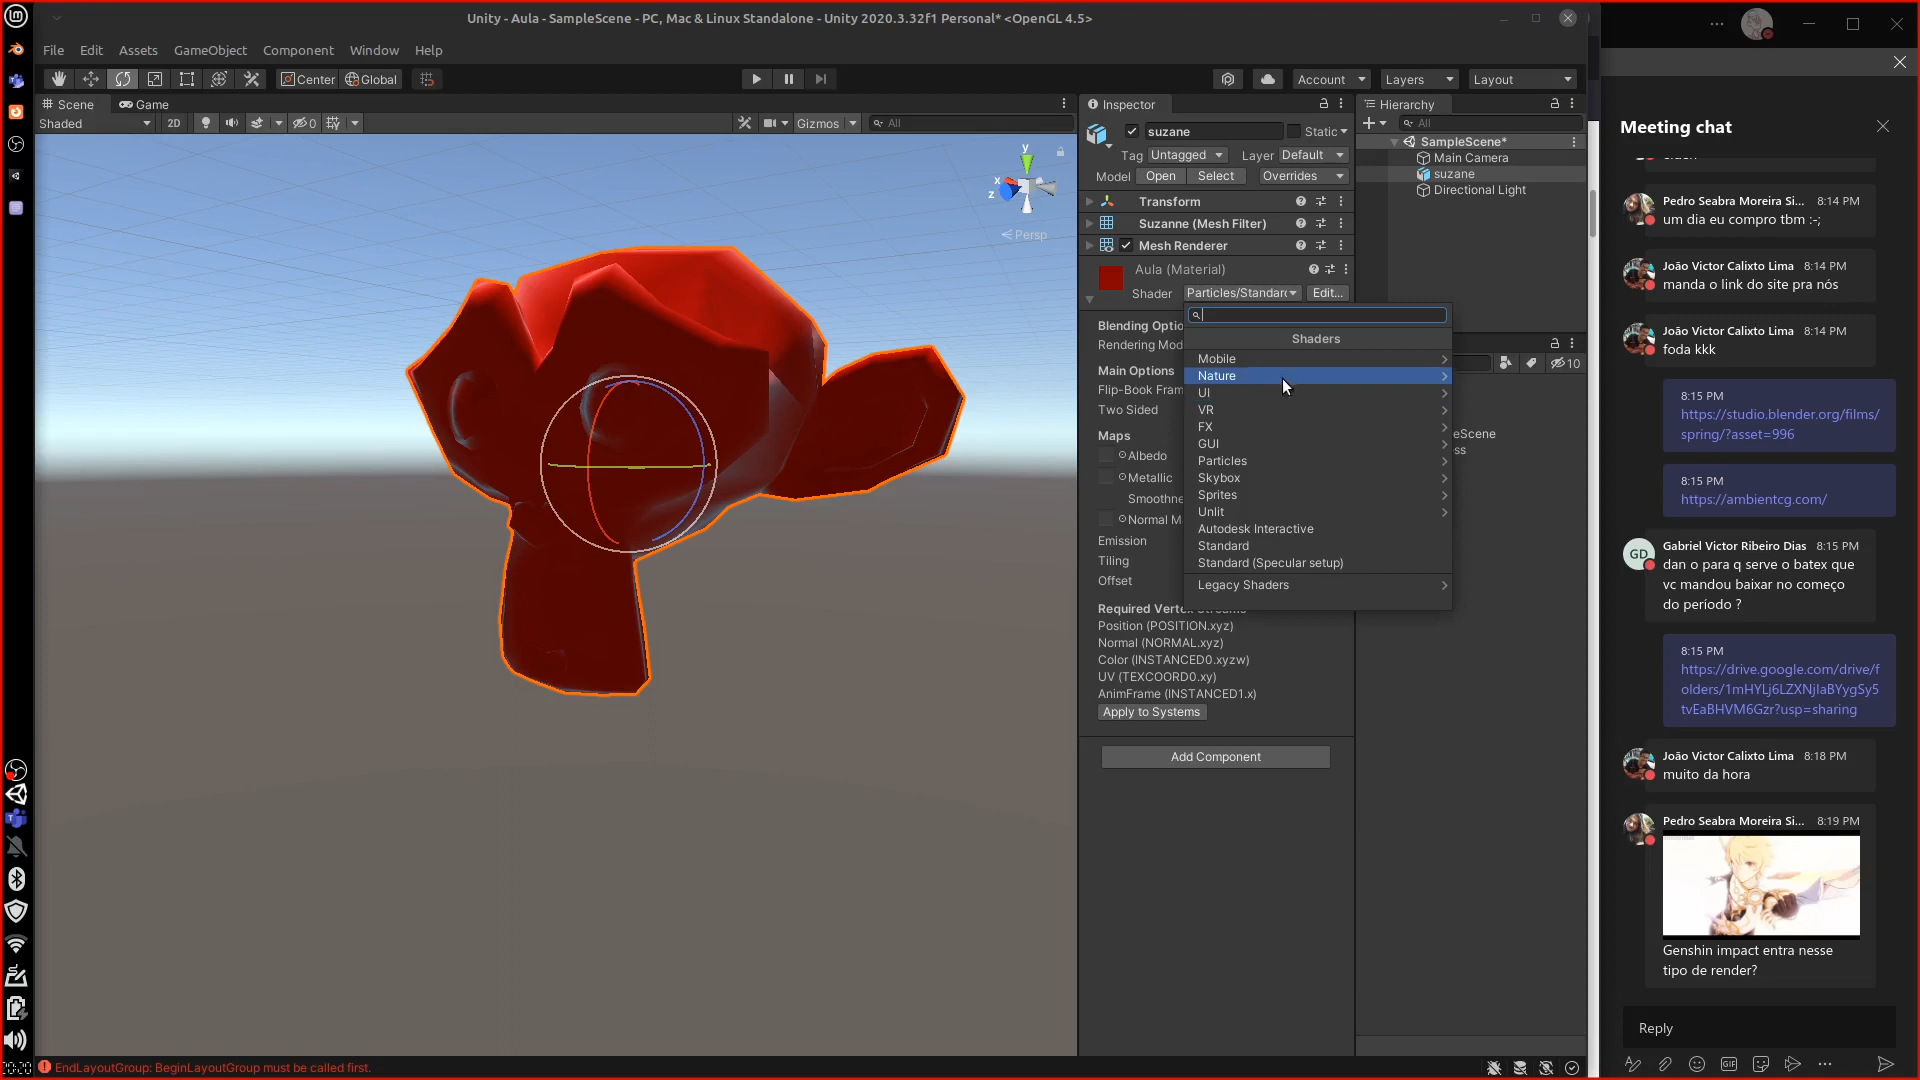 Unity - Aula - SampleScene - PC, Mac & Linux Standalone - Unity 2020.3.32f1 Personal* <OpenGL 4.5>
File Edit Assets GameObject Component Window Help
Center Global
Account Layers Layout
Scene Game
Shaded 2D 0 Gizmos All
y
x
z
Persp
Inspector
suzane Static
Tag Untagged Layer Default
Model Open Select Overrides
Transform
Suzanne (Mesh Filter)
Mesh Renderer
Aula (Material)
Shader Particles/Standard Edit...
Blending Optio
Rendering Mod
Main Options
Flip-Book Fram
Two Sided
Maps
Albedo
Metallic
Smoothne
Normal M
Emission
Tiling
Offset
Required Vertex Streams
Position (POSITION.xyz)
Normal (NORMAL.xyz)
Color (INSTANCED0.xyzw)
UV (TEXCOORD0.xy)
AnimFrame (INSTANCED1.x)
Apply to Systems
Add Component
Shaders
Mobile
Nature
UI
VR
FX
GUI
Particles
Skybox
Sprites
Unlit
Autodesk Interactive
Standard
Standard (Specular setup)
Legacy Shaders
Hierarchy
All
SampleScene*
Main Camera
suzane
Directional Light
10
eScene
ss
EndLayoutGroup: BeginLayoutGroup must be called first.
Meeting chat
Pedro Seabra Moreira Si... 8:14 PM
um dia eu compro tbm :-;
João Victor Calixto Lima 8:14 PM
manda o link do site pra nós
João Victor Calixto Lima 8:14 PM
foda kkk
8:15 PM
https://studio.blender.org/films/
spring/?asset=996
8:15 PM
https://ambientcg.com/
GD
Gabriel Victor Ribeiro Dias 8:15 PM
dan o para q serve o batex que
vc mandou baixar no começo
do período ?
8:15 PM
https://drive.google.com/drive/f
olders/1mHYLj6LZXNjlaBYygSy5
tvEaBHVM6Gzr?usp=sharing
João Victor Calixto Lima 8:18 PM
muito da hora
Pedro Seabra Moreira Si... 8:19 PM
Genshin impact entra nesse
tipo de render?
Reply
GIF